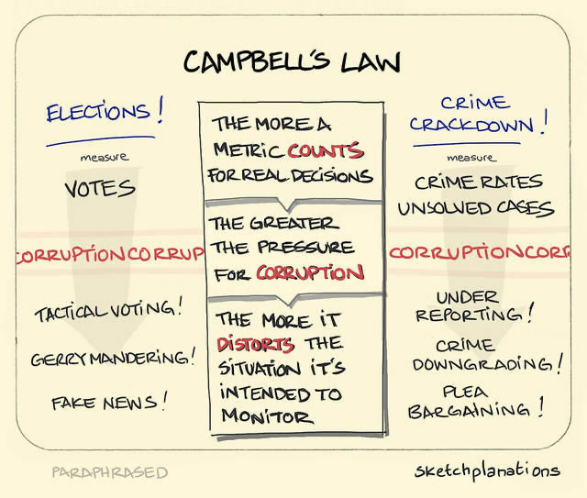 CAMPBELL'S LAW
ELECTIONS!
measure
VOTES
CORRUPTIONCORRUP
TACTICAL VOTING!
GERRYMANDERING!
FAKE NEWS!
THE MORE A
METRIC COUNTS
FOR REAL DECISIONS
THE GREATER
THE PRESSURE
FOR CORRUPTION
THE MORE IT
DISTORTS THE
SITUATION IT'S
INTENDED TO
MONITOR
CRIME
CRACKDOWN!
measure
CRIME RATES
UNSOLVED CASES
CORRUPTIONCORR
UNDER
REPORTING!
CRIME
DOWNGRADING!
PLEA
BARGAINING!
PARAPHRASED
sketchplanations